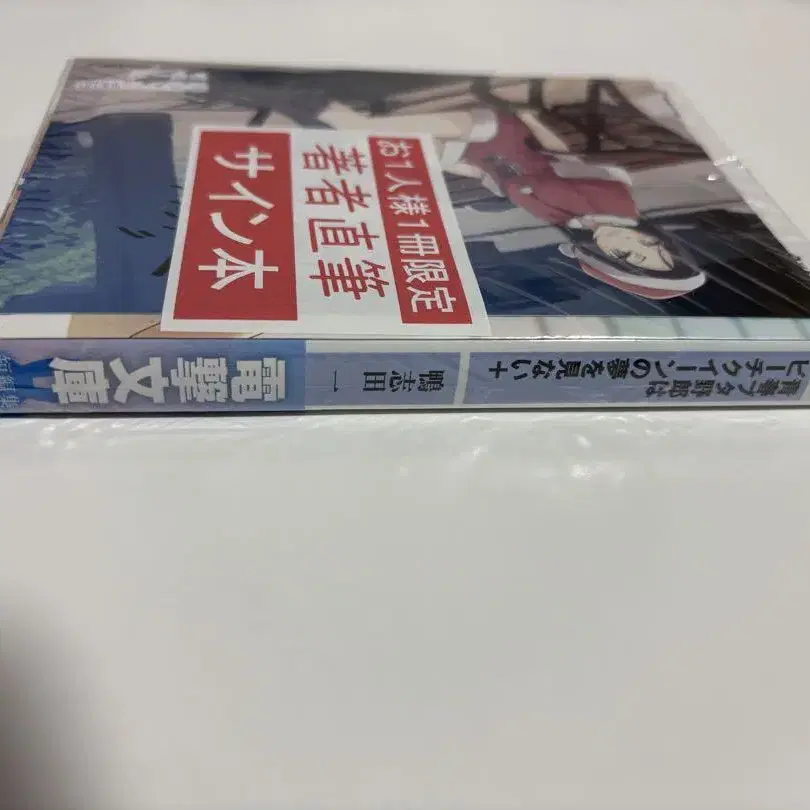 お1人様1冊限定
著者直筆
サイン本
青春ブタ野郎は
ビーチクイーンの夢を見ない+
鴨志田 一
電撃文庫